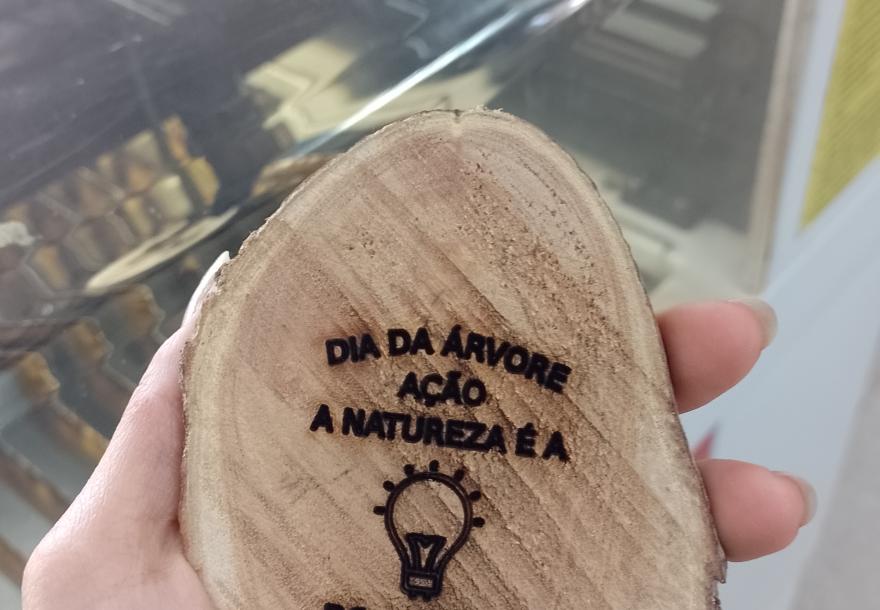 DIA DA ÁRVORE
AÇÃO
A NATUREZA É A